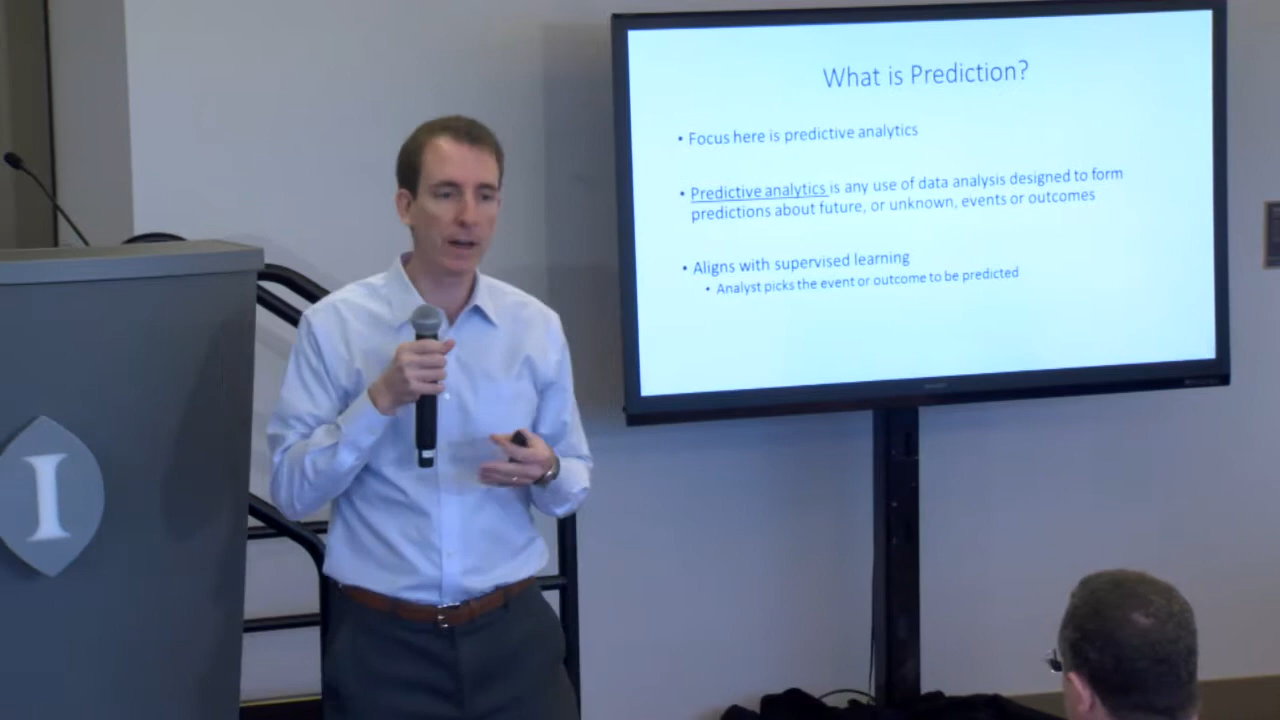 What is Prediction?
• Focus here is predictive analytics
• Predictive analytics is any use of data analysis designed to form
predictions about future, or unknown, events or outcomes
• Aligns with supervised learning
• Analyst picks the event or outcome to be predicted
I